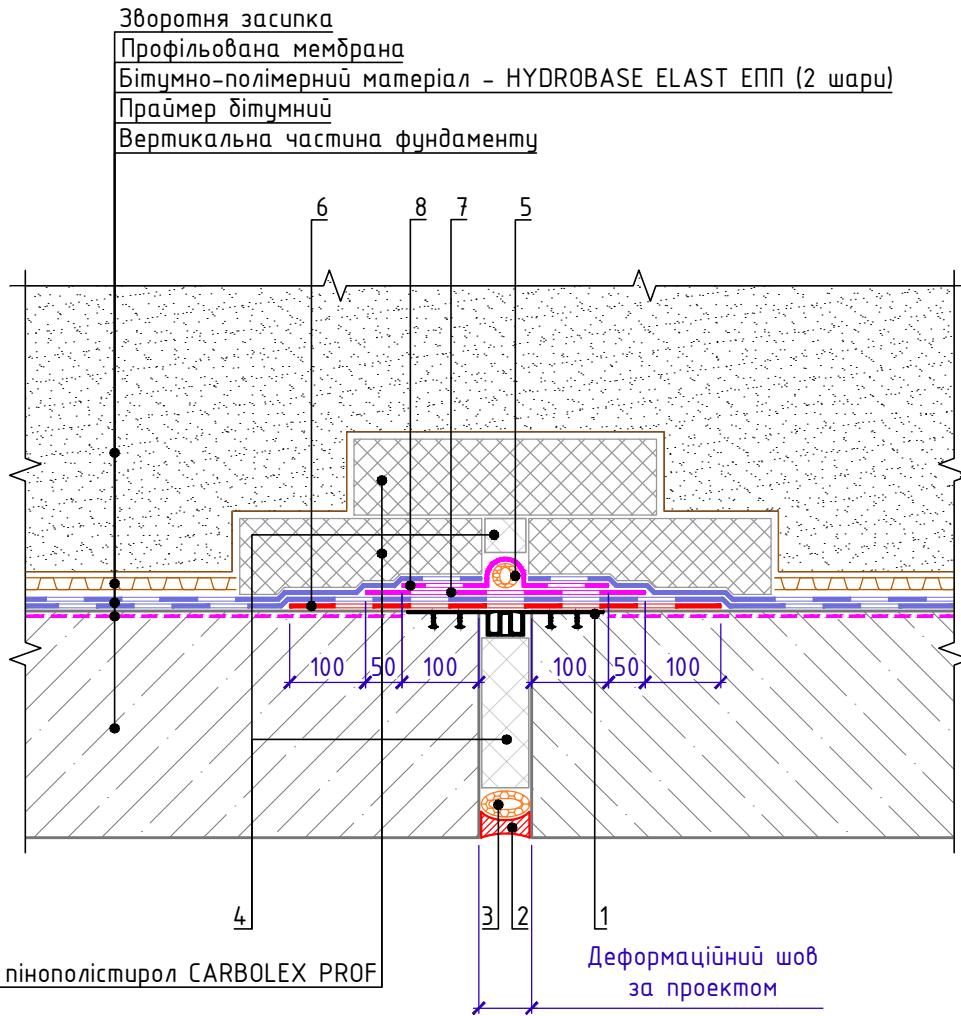 Зворотня засипка
Профільована мембрана
Бітумно-полімерний матеріал - HYDROBASE ELAST ЕПП (2 шари)
Праймер бітумний
Вертикальна частина фундаменту
6 8 7 5
100 50 100 100 50 100
4 3 2 1
пінополістирол CARBOLEX PROF
Деформаційний шов
за проектом